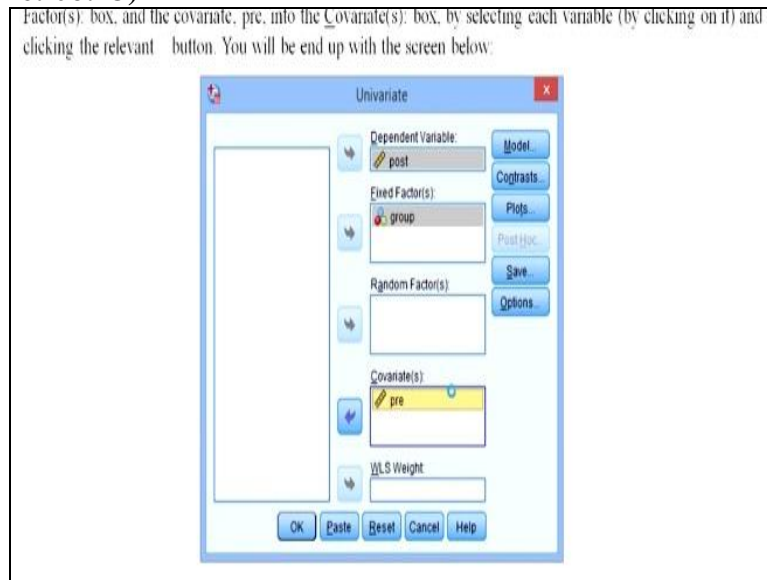 Factor(s): box, and the covariate, pre, into the Covariate(s): box, by selecting each variable (by clicking on it) and
clicking the relevant button. You will be end up with the screen below:
Univariate
x
Dependent Variable:
post
Model...
Contrasts...
Fixed Factor(s):
group
Plots...
Post Hoc...
Save...
Options...
Random Factor(s):
Covariate(s):
pre
WLS Weight:
OK Paste Reset Cancel Help